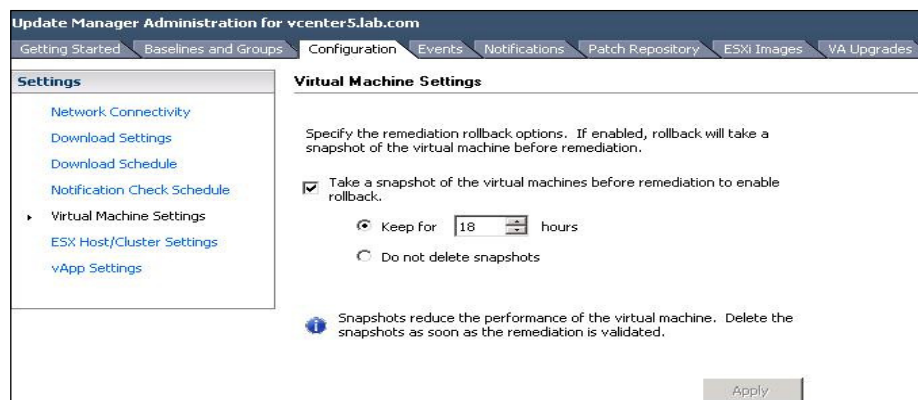 Update Manager Administration for vcenter5.lab.com
Getting Started Baselines and Groups Configuration Events Notifications Patch Repository ESXi Images VA Upgrades
Settings
Network Connectivity
Download Settings
Download Schedule
Notification Check Schedule
Virtual Machine Settings
ESX Host/Cluster Settings
vApp Settings
Virtual Machine Settings
Specify the remediation rollback options. If enabled, rollback will take a
snapshot of the virtual machine before remediation.
Take a snapshot of the virtual machines before remediation to enable
rollback.
Keep for 18 hours
Do not delete snapshots
Snapshots reduce the performance of the virtual machine. Delete the
snapshots as soon as the remediation is validated.
Apply